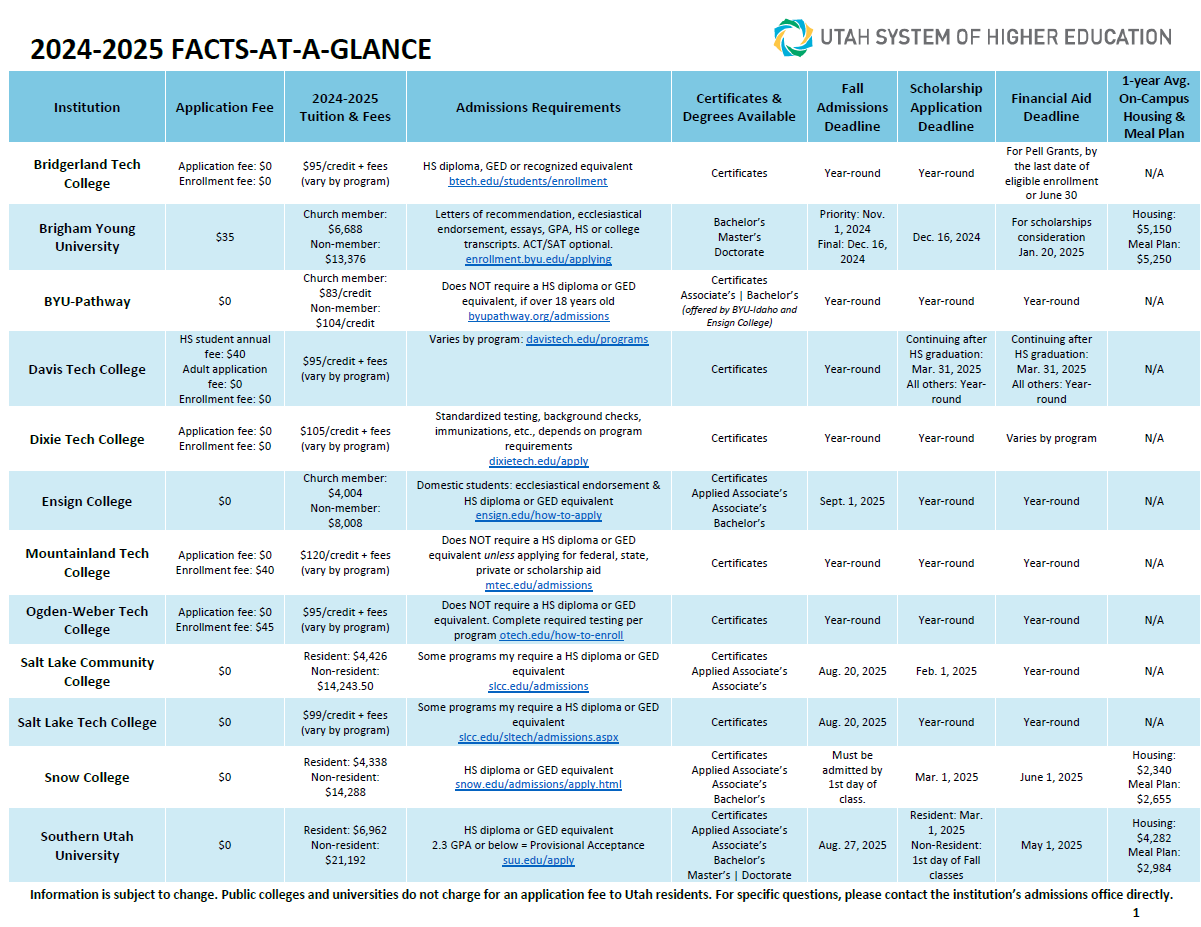 2024-2025 FACTS-AT-A-GLANCE
UTAH SYSTEM OF HIGHER EDUCATION
Institution
Application Fee
2024-2025
Tuition & Fees
Admissions Requirements
Certificates &
Degrees Available
Fall
Admissions
Deadline
Scholarship
Application
Deadline
Financial Aid
Deadline
1-year Avg.
On-Campus
Housing &
Meal Plan
Bridgerland Tech
College
Application fee: $0
Enrollment fee: $0
$95/credit + fees
(vary by program)
HS diploma, GED or recognized equivalent
btech.edu/students/enrollment
Certificates
Year-round
Year-round
For Pell Grants, by
the last date of
eligible enrollment
or June 30
N/A
Brigham Young
University
$35
Church member:
$6,688
Non-member:
$13,376
Letters of recommendation, ecclesiastical
endorsement, essays, GPA, HS or college
transcripts. ACT/SAT optional.
enrollment.byu.edu/applying
Bachelor's
Master's
Doctorate
Priority: Nov.
1, 2024
Final: Dec. 16,
2024
Dec. 16, 2024
For scholarships
consideration
Jan. 20, 2025
Housing:
$5,150
Meal Plan:
$5,250
BYU-Pathway
$0
Church member:
$83/credit
Non-member:
$104/credit
Does NOT require a HS diploma or GED
equivalent, if over 18 years old
byupathway.org/admissions
Certificates
Associate's | Bachelor's
(offered by BYU-Idaho and
Ensign College)
Year-round
Year-round
Year-round
N/A
Davis Tech College
HS student annual
fee: $40
Adult application
fee: $0
Enrollment fee: $0
$95/credit + fees
(vary by program)
Varies by program: davistech.edu/programs
Certificates
Year-round
Continuing after
HS graduation:
Mar. 31, 2025
All others: Year-
round
Continuing after
HS graduation:
Mar. 31, 2025
All others: Year-
round
N/A
Dixie Tech College
Application fee: $0
Enrollment fee: $0
$105/credit + fees
(vary by program)
Standardized testing, background checks,
immunizations, etc., depends on program
requirements
dixietech.edu/apply
Certificates
Year-round
Year-round
Varies by program
N/A
Ensign College
$0
Church member:
$4,004
Non-member:
$8,008
Domestic students: ecclesiastical endorsement &
HS diploma or GED equivalent
ensign.edu/how-to-apply
Certificates
Applied Associate's
Associate's
Bachelor's
Sept. 1, 2025
Year-round
Year-round
N/A
Mountainland Tech
College
Application fee: $0
Enrollment fee: $40
$120/credit + fees
(vary by program)
Does NOT require a HS diploma or GED
equivalent unless applying for federal, state,
private or scholarship aid
mtec.edu/admissions
Certificates
Year-round
Year-round
Year-round
N/A
Ogden-Weber Tech
College
Application fee: $0
Enrollment fee: $45
$95/credit + fees
(vary by program)
Does NOT require a HS diploma or GED
equivalent. Complete required testing per
program otech.edu/how-to-enroll
Certificates
Year-round
Year-round
Year-round
N/A
Salt Lake Community
College
$0
Resident: $4,426
Non-resident:
$14,243.50
Some programs my require a HS diploma or GED
equivalent
slcc.edu/admissions
Certificates
Applied Associate's
Associate's
Aug. 20, 2025
Feb. 1, 2025
Year-round
N/A
Salt Lake Tech College
$0
$99/credit + fees
(vary by program)
Some programs my require a HS diploma or GED
equivalent
slcc.edu/sltech/admissions.aspx
Certificates
Aug. 20, 2025
Year-round
Year-round
N/A
Snow College
$0
Resident: $4,338
Non-resident:
$14,288
HS diploma or GED equivalent
snow.edu/admissions/apply.html
Certificates
Applied Associate's
Associate's
Bachelor's
Must be
admitted by
1st day of
class.
Mar. 1, 2025
June 1, 2025
Housing:
$2,340
Meal Plan:
$2,655
Southern Utah
University
$0
Resident: $6,962
Non-resident:
$21,192
HS diploma or GED equivalent
2.3 GPA or below = Provisional Acceptance
suu.edu/apply
Certificates
Applied Associate's
Associate's
Bachelor's
Master's | Doctorate
Aug. 27, 2025
Resident: Mar.
1, 2025
Non-Resident:
1st day of Fall
classes
May 1, 2025
Housing:
$4,282
Meal Plan:
$2,984
Information is subject to change. Public colleges and universities do not charge for an application fee to Utah residents. For specific questions, please contact the institution's admissions office directly.
1